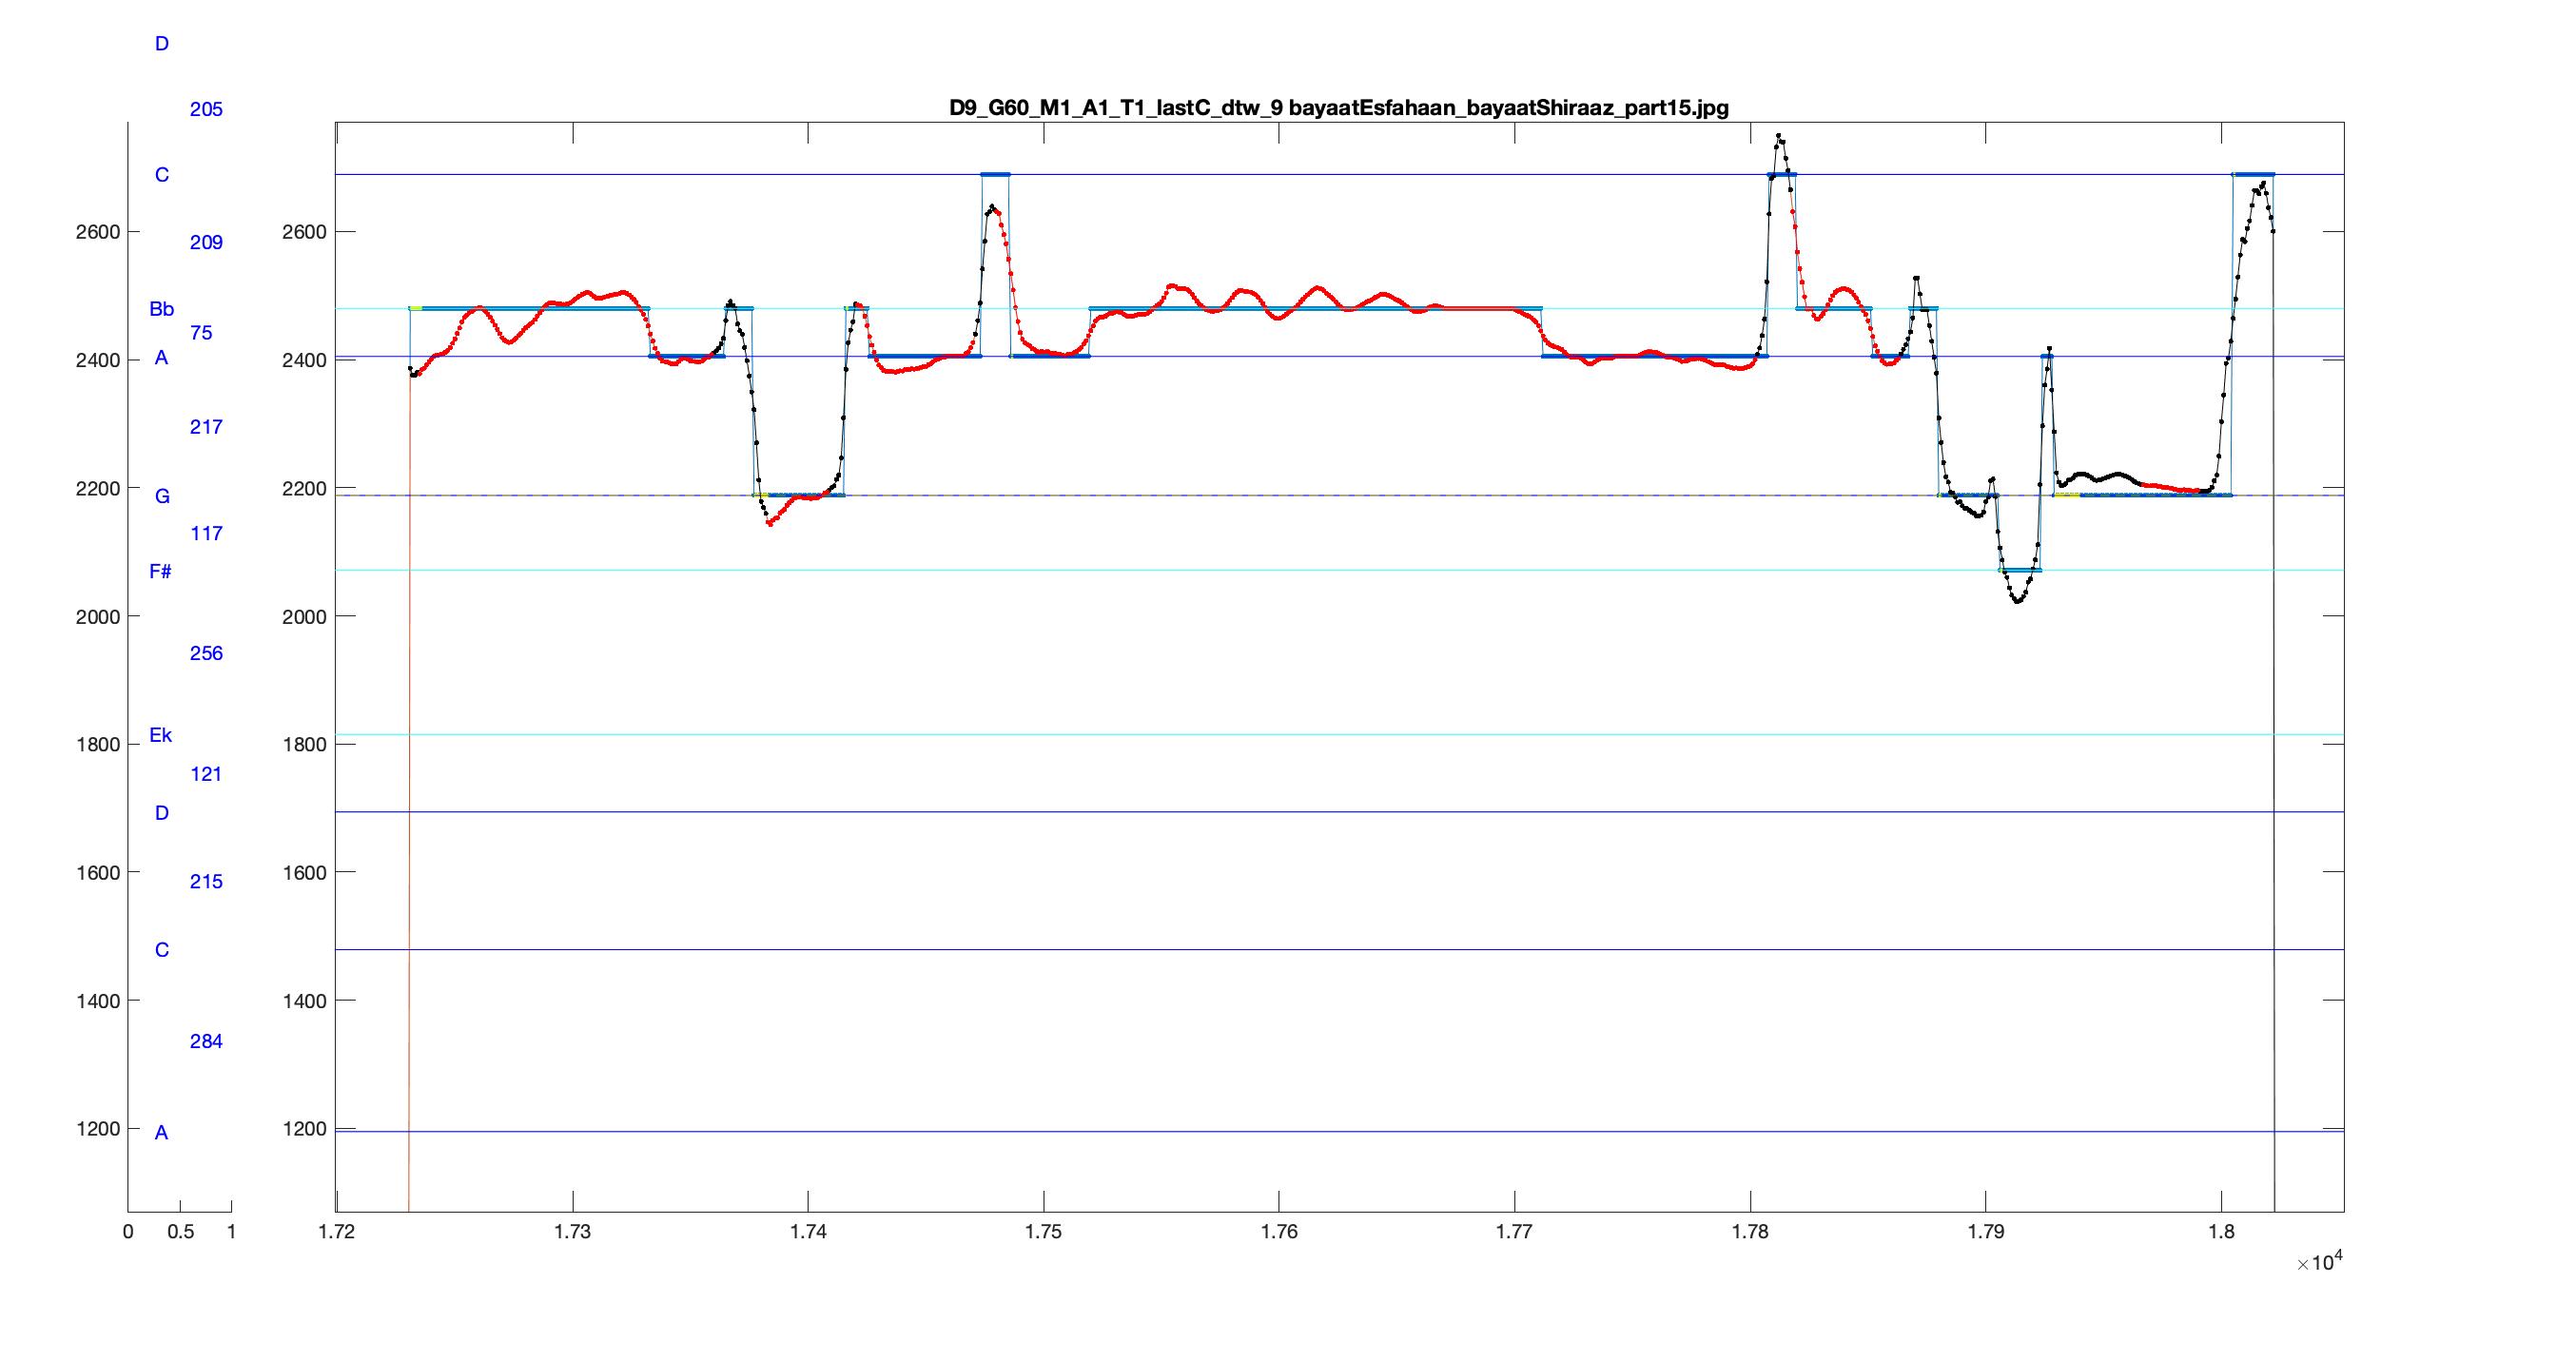 D
205
D9_G60_M1_A1_T1_lastC_dtw_9 bayaatEsfahaan_bayaatShiraaz_part15.jpg
C
2600
209
2600
Bb
75
2400
A
2400
217
2200
G
2200
117
F#
2000
2000
256
Ek
1800
1800
121
D
1600
215
1600
C
1400
1400
284
1200
A
1200
0 0.5 1 1.72 1.73 1.74 1.75 1.76 1.77 1.78 1.79 1.8
×10⁴